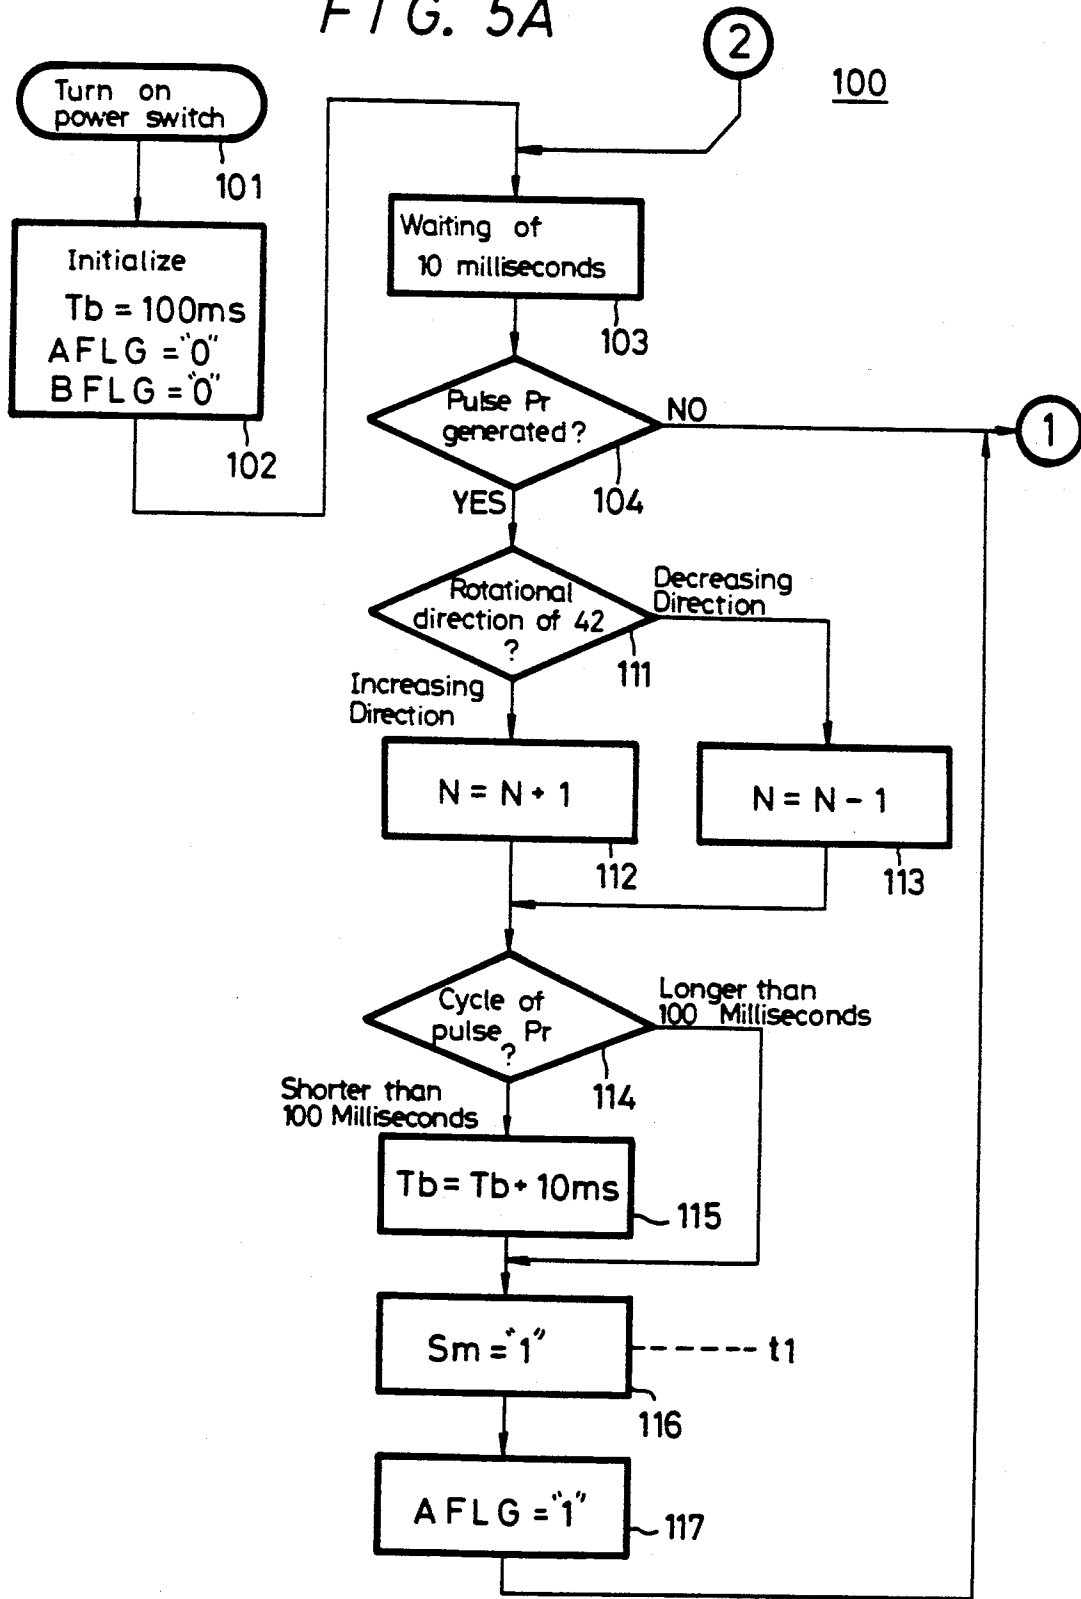 FIG. 5A
2
100
Turn on
power switch
101
Initialize
Tb = 100ms
AFLG = "0"
BFLG = "0"
102
Waiting of
10 milliseconds
103
Pulse Pr
generated?
NO
1
104
YES
Rotational
direction of 42
?
Decreasing
Direction
111
Increasing
Direction
N = N + 1
112
N = N - 1
113
Cycle of
pulse Pr
?
Longer than
100 Milliseconds
114
Shorter than
100 Milliseconds
Tb = Tb + 10ms
115
Sm = "1"
t1
116
AFLG = "1"
117